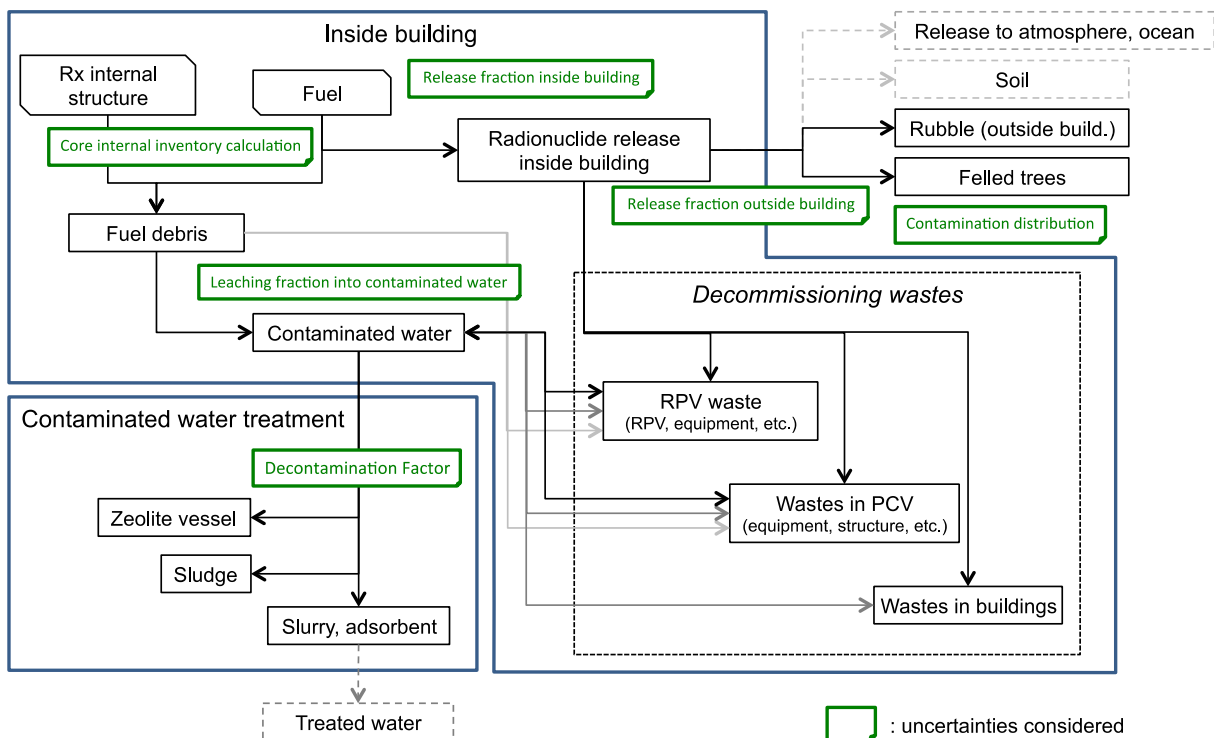 Inside building
Rx internal
structure
Fuel
Release fraction inside building
Core internal inventory calculation
Radionuclide release
inside building
Release to atmosphere, ocean
Soil
Rubble (outside build.)
Felled trees
Release fraction outside building
Contamination distribution
Fuel debris
Leaching fraction into contaminated water
Contaminated water
Decommissioning wastes
RPV waste
(RPV, equipment, etc.)
Wastes in PCV
(equipment, structure, etc.)
Wastes in buildings
Contaminated water treatment
Decontamination Factor
Zeolite vessel
Sludge
Slurry, adsorbent
Treated water
: uncertainties considered